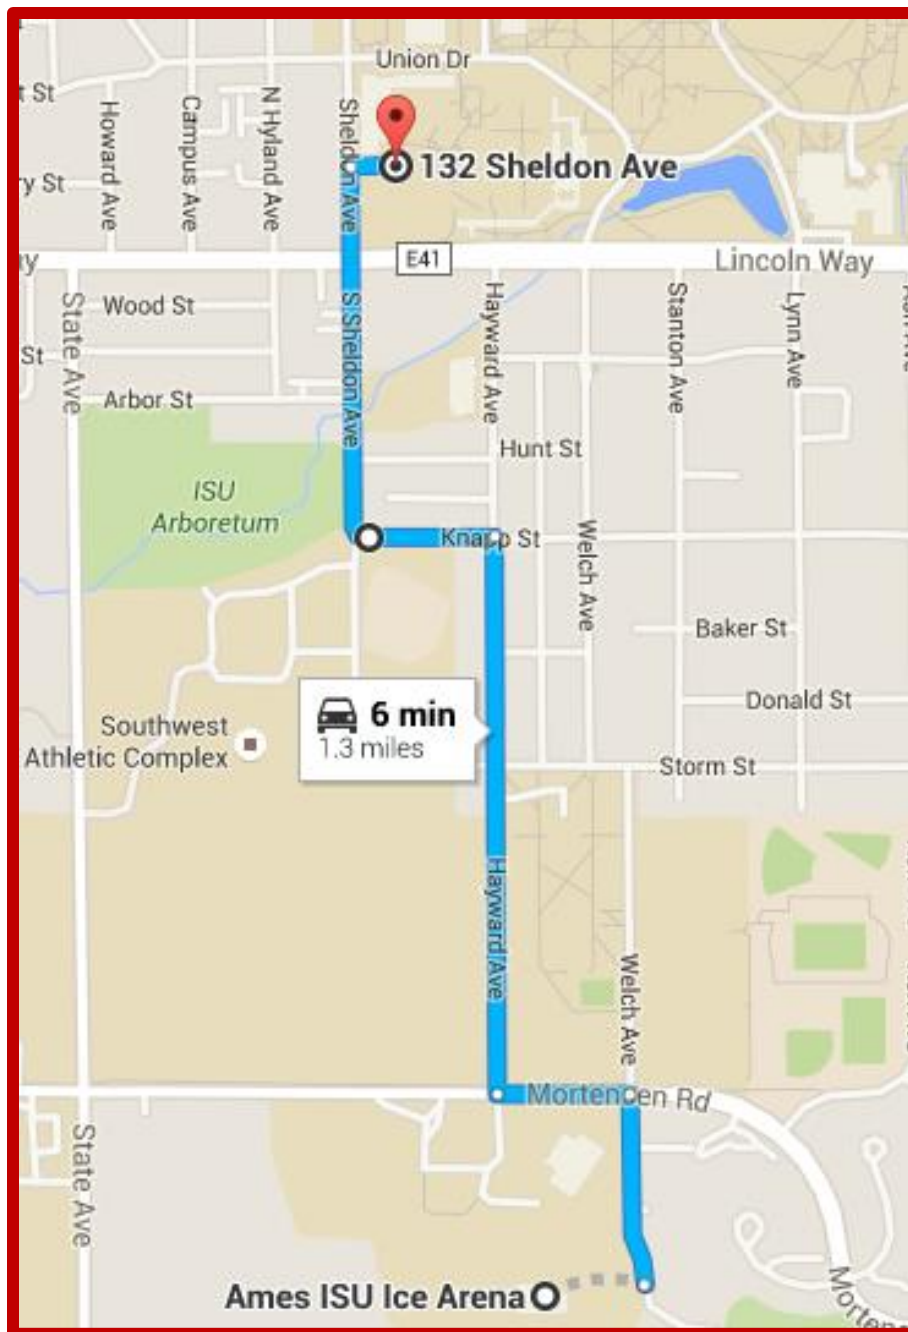 Union Dr
t St
Howard Ave
Campus Ave
N Hyland Ave
Sheldon Ave
132 Sheldon Ave
ry St
E41
Lincoln Way
State Ave
Wood St
S Sheldon Ave
Hayward Ave
Stanton Ave
Lynn Ave
St
Arbor St
Hunt St
ISU
Arboretum
Knapp St
Welch Ave
Baker St
Donald St
6 min
1.3 miles
Southwest
Athletic Complex
Storm St
Hayward Ave
Welch Ave
Mortensen Rd
State Ave
Ames ISU Ice Arena